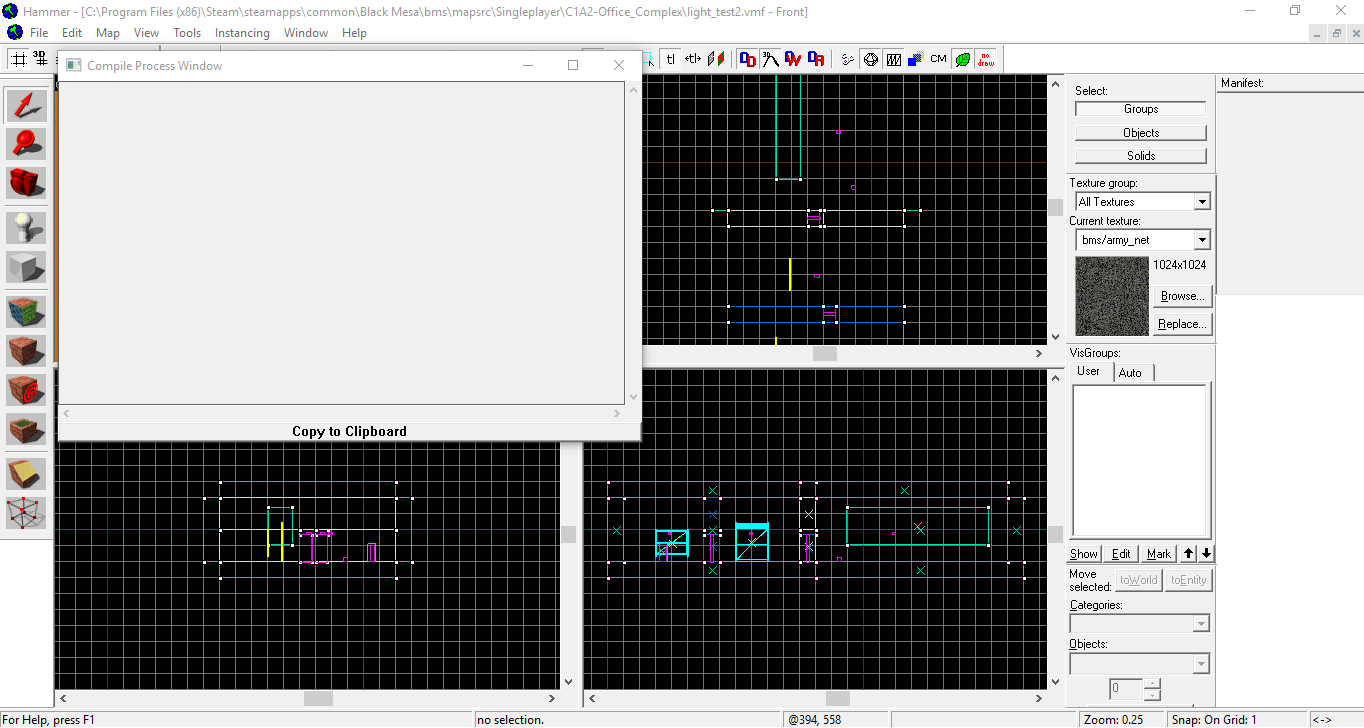 Hammer - [C:\Program Files (x86)\Steam\steamapps\common\Black Mesa\bms\mapsrc\Singleplayer\C1A2-Office_Complex\light_test2.vmf - Front]
File Edit Map View Tools Instancing Window Help
3D
tl
<tl>
CM
no draw
Compile Process Window
Copy to Clipboard
Select:
Groups
Objects
Solids
Texture group:
All Textures
Current texture:
bms/army_net
1024x1024
Browse...
Replace...
VisGroups:
User Auto
Show Edit Mark
Move selected: toWorld toEntity
Categories:
Objects:
0
Manifest:
For Help, press F1
no selection.
@394, 558
Zoom: 0.25
Snap: On Grid: 1
<->